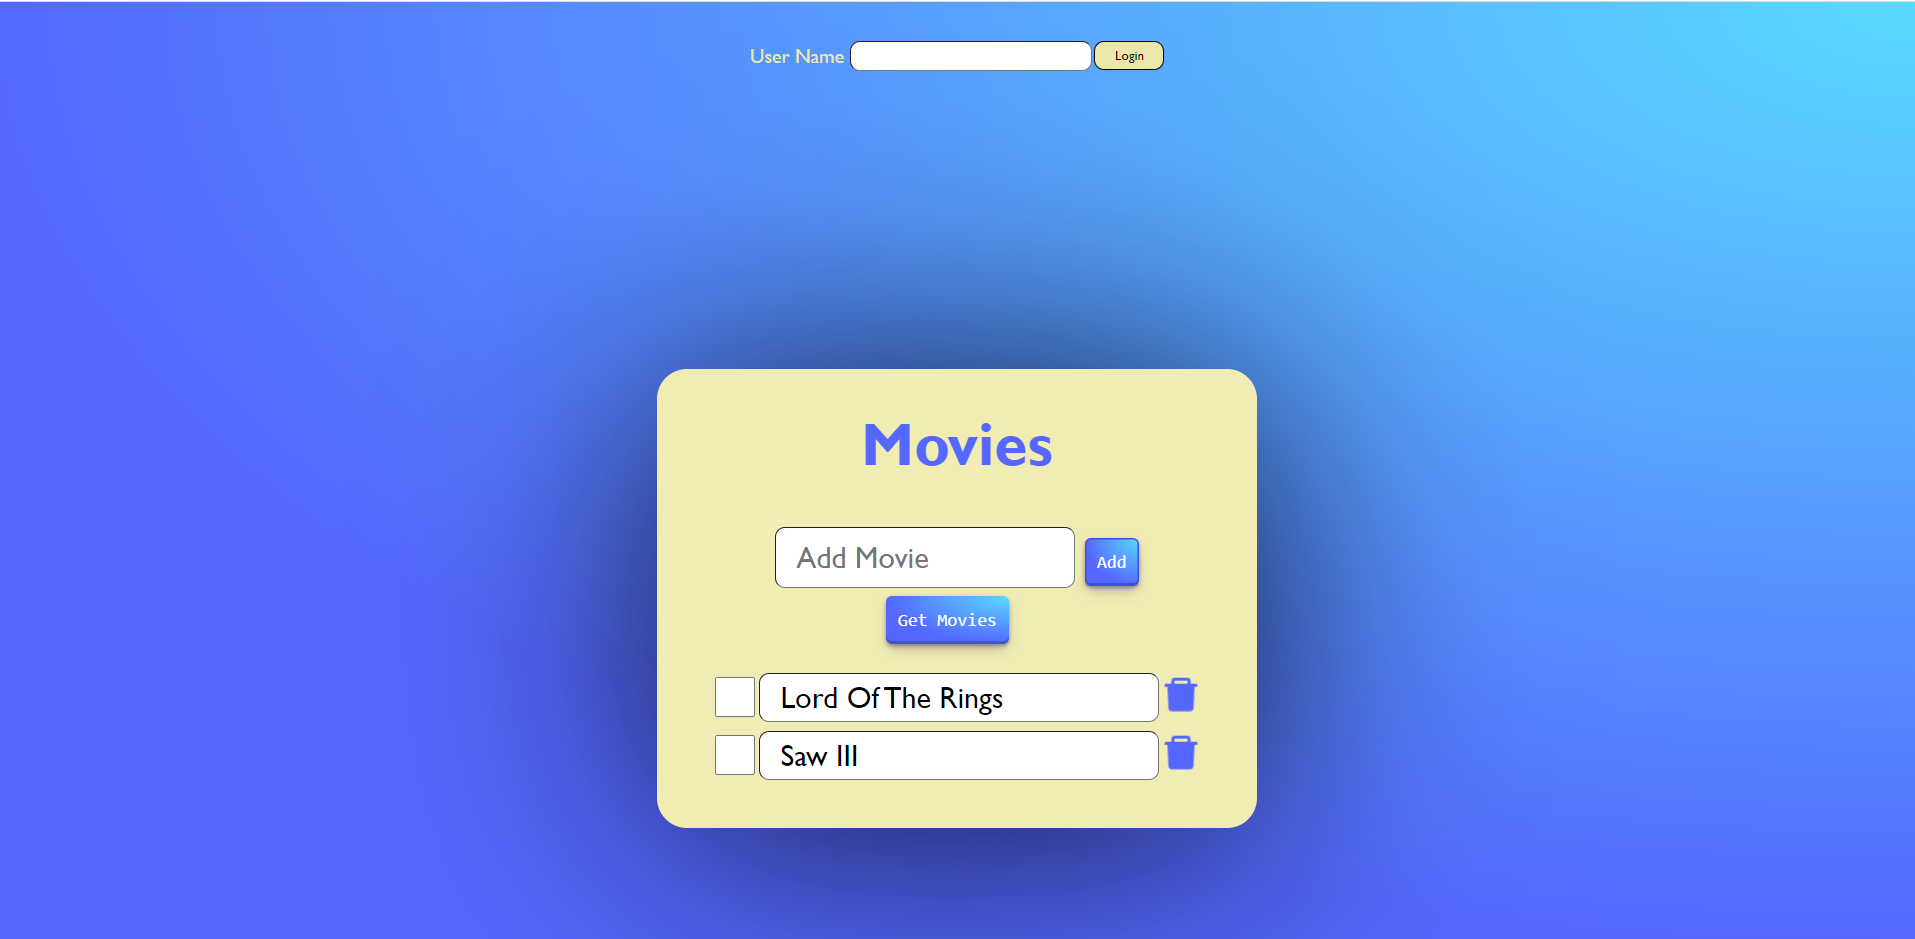 User Name Login
Movies
Add Movie Add
Get Movies
Lord Of The Rings
Saw III